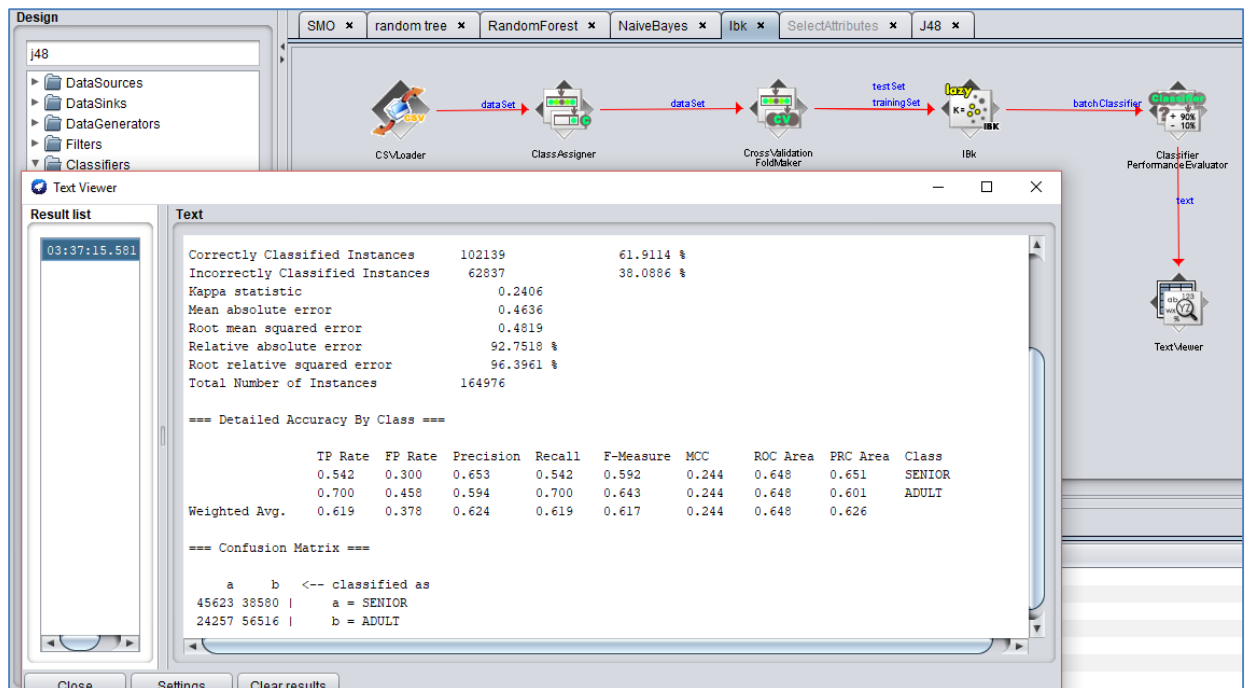 Design
SMO × random tree × RandomForest × NaiveBayes × Ibk × SelectAttributes × J48 ×
j48
DataSources
DataSinks
DataGenerators
Filters
Classifiers
CSV
CSVLoader
dataSet
C
ClassAssigner
dataSet
CV
CrossValidation
FoldMaker
testSet
trainingSet
lazy
K=
IBK
IBk
batchClassifier
Classifier
? + 90%
- 10%
Classifier
PerformanceEvaluator
text
TextViewer
Text Viewer
Result list
Text
03:37:15.581
Correctly Classified Instances 102139 61.9114 %
Incorrectly Classified Instances 62837 38.0886 %
Kappa statistic 0.2406
Mean absolute error 0.4636
Root mean squared error 0.4819
Relative absolute error 92.7518 %
Root relative squared error 96.3961 %
Total Number of Instances 164976
=== Detailed Accuracy By Class ===
TP Rate FP Rate Precision Recall F-Measure MCC ROC Area PRC Area Class
0.542 0.300 0.653 0.542 0.592 0.244 0.648 0.651 SENIOR
0.700 0.458 0.594 0.700 0.643 0.244 0.648 0.601 ADULT
Weighted Avg. 0.619 0.378 0.624 0.619 0.617 0.244 0.648 0.626
=== Confusion Matrix ===
a b <-- classified as
45623 38580 | a = SENIOR
24257 56516 | b = ADULT
Close Settings Clear results